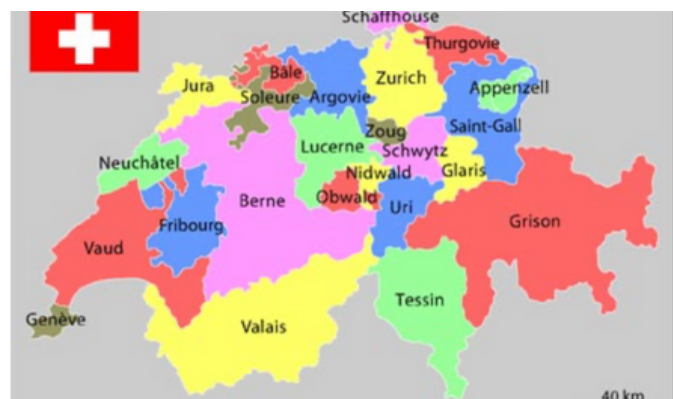 Schaffhouse
Thurgovie
Bâle
Zurich
Jura
Appenzell
Soleure
Argovie
Saint-Gall
Zoug
Lucerne
Schwytz
Neuchâtel
Nidwald
Glaris
Obwald
Berne
Uri
Grison
Fribourg
Vaud
Tessin
Genève
Valais
40 km